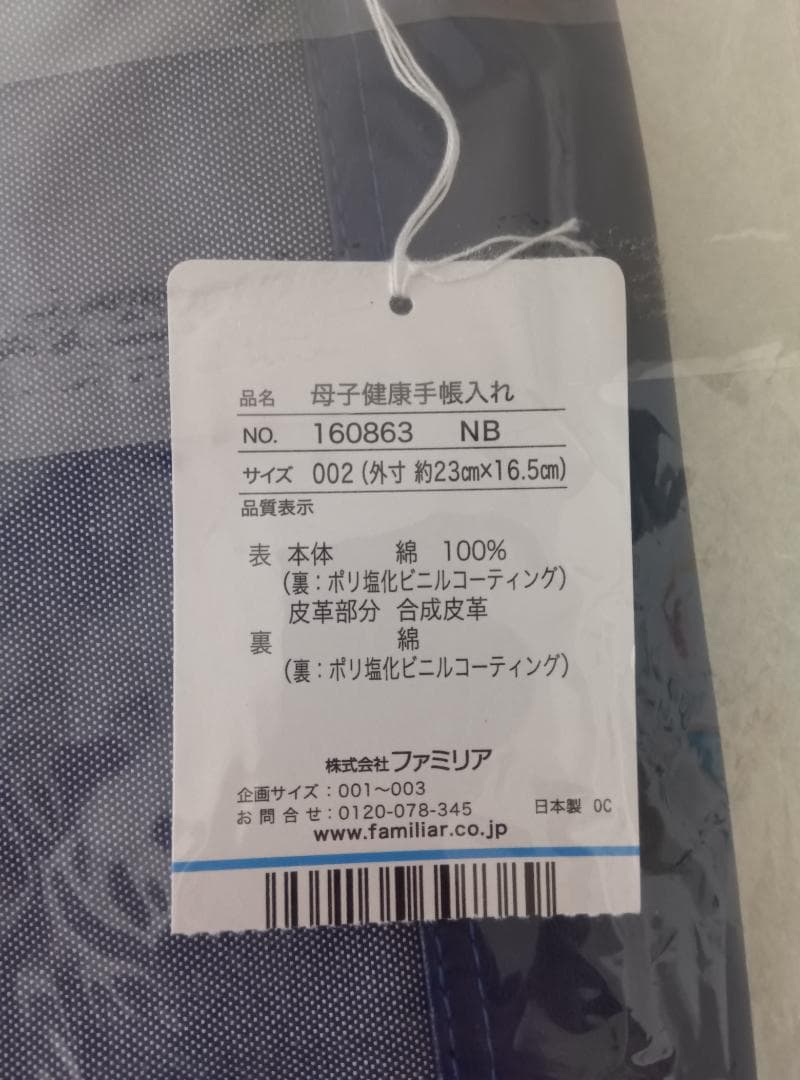 品名 母子健康手帳入れ
NO. 160863 NB
サイズ 002 (外寸 約23㎝×16.5㎝)
品質表示
表 本体 綿 100%
(裏：ポリ塩化ビニルコーティング)
皮革部分 合成皮革
裏 綿
(裏：ポリ塩化ビニルコーティング)
株式会社ファミリア
企画サイズ：001〜003
お問合せ：0120-078-345 日本製 0C
www.familiar.co.jp